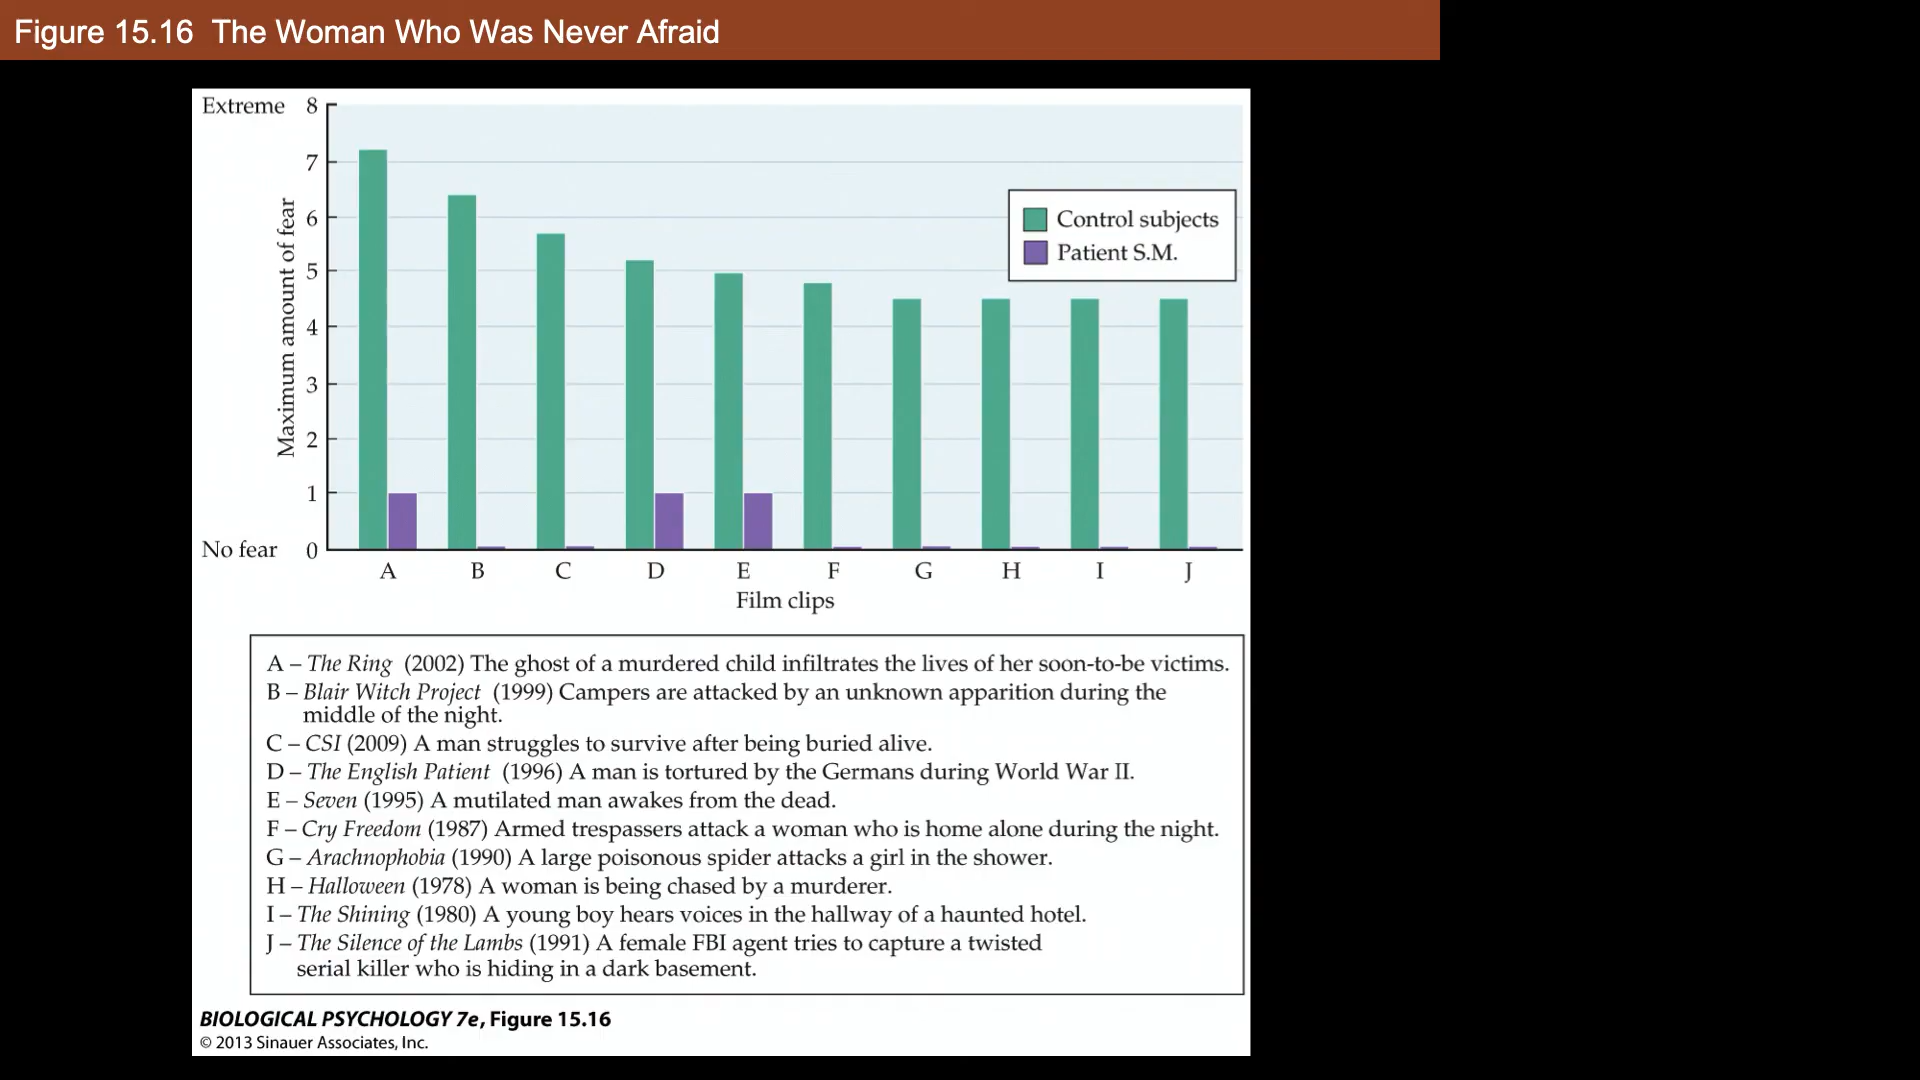 Figure 15.16  The Woman Who Was Never Afraid
Extreme 8
7
6
5
4
3
2
1
No fear 0
Maximum amount of fear
Control subjects
Patient S.M.
A B C D E F G H I J
Film clips
A – The Ring (2002) The ghost of a murdered child infiltrates the lives of her soon-to-be victims.
B – Blair Witch Project (1999) Campers are attacked by an unknown apparition during the
middle of the night.
C – CSI (2009) A man struggles to survive after being buried alive.
D – The English Patient (1996) A man is tortured by the Germans during World War II.
E – Seven (1995) A mutilated man awakes from the dead.
F – Cry Freedom (1987) Armed trespassers attack a woman who is home alone during the night.
G – Arachnophobia (1990) A large poisonous spider attacks a girl in the shower.
H – Halloween (1978) A woman is being chased by a murderer.
I – The Shining (1980) A young boy hears voices in the hallway of a haunted hotel.
J – The Silence of the Lambs (1991) A female FBI agent tries to capture a twisted
serial killer who is hiding in a dark basement.
BIOLOGICAL PSYCHOLOGY 7e, Figure 15.16
© 2013 Sinauer Associates, Inc.